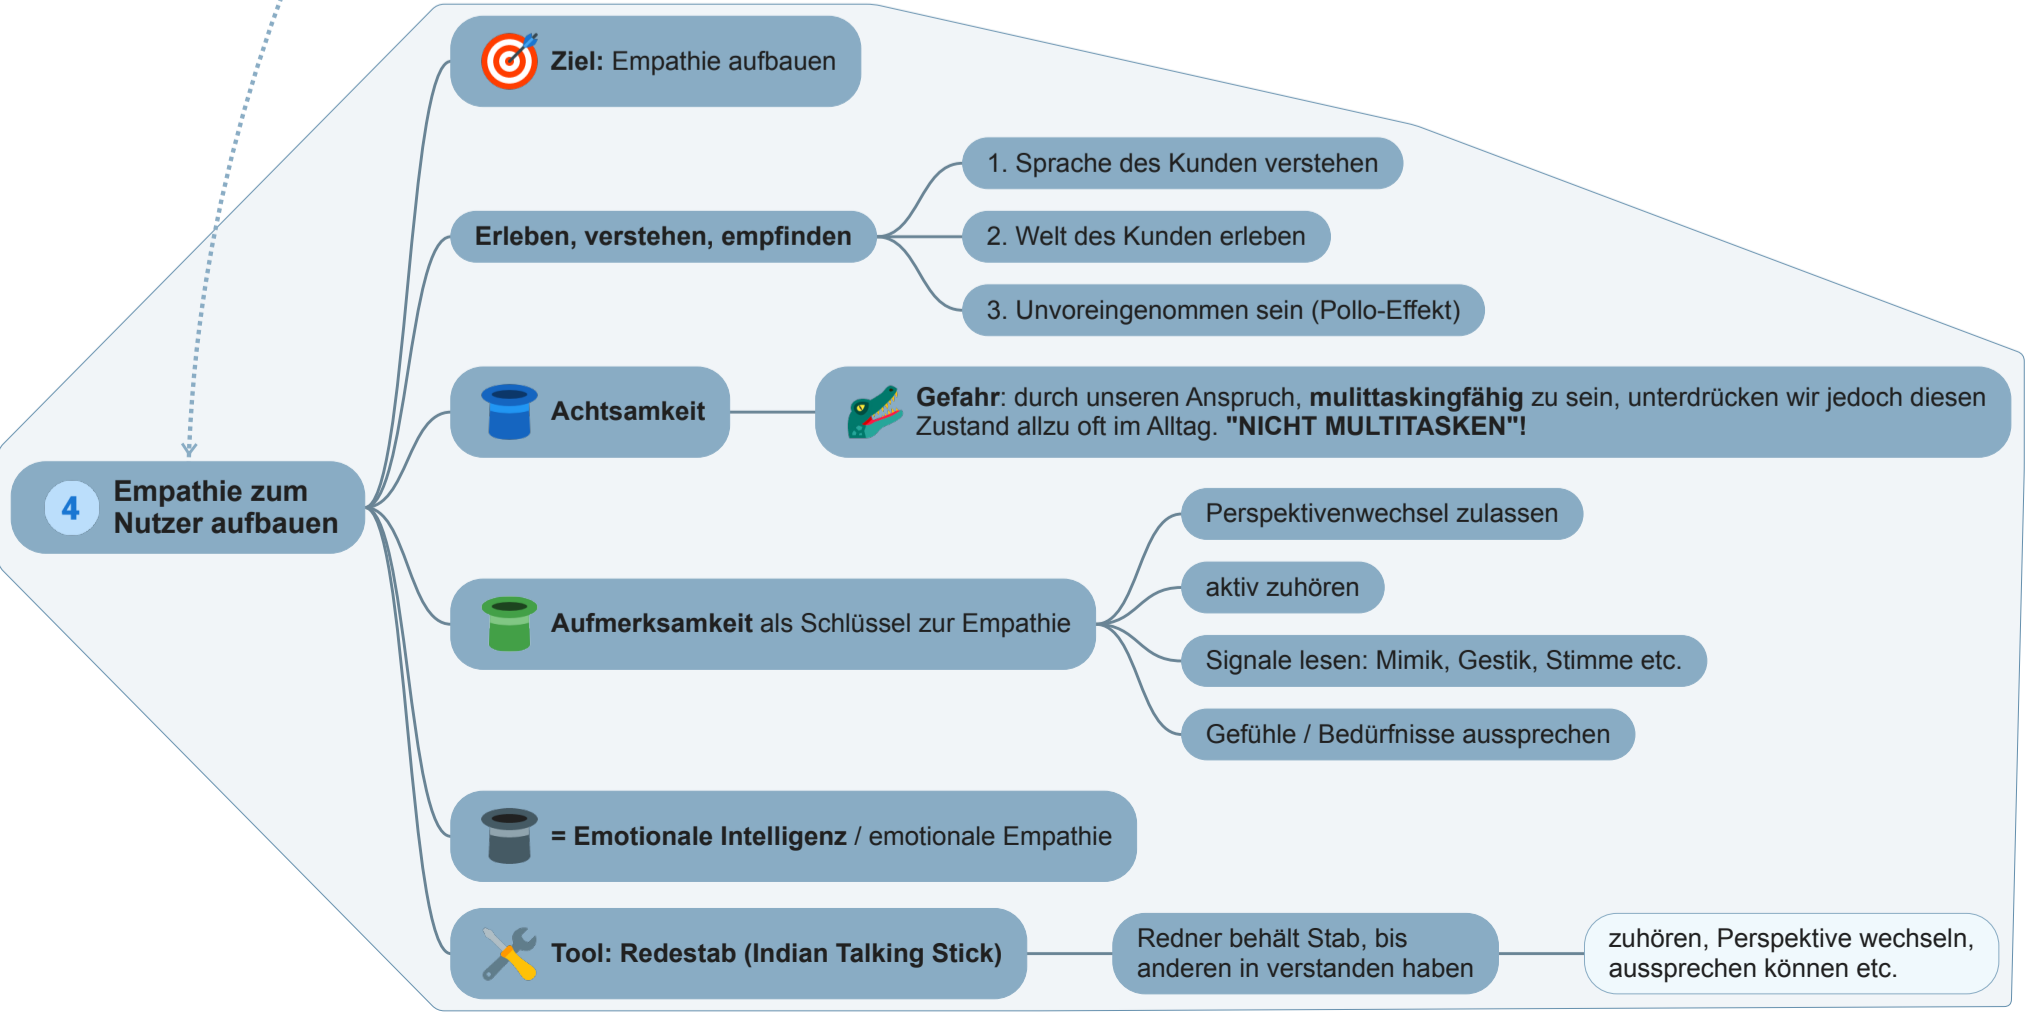 Ziel: Empathie aufbauen
1. Sprache des Kunden verstehen
Erleben, verstehen, empfinden
2. Welt des Kunden erleben
3. Unvoreingenommen sein (Pollo-Effekt)
Achtsamkeit
Gefahr: durch unseren Anspruch, mulittaskingfähig zu sein, unterdrücken wir jedoch diesen
Zustand allzu oft im Alltag. "NICHT MULTITASKEN"!
4
Empathie zum
Nutzer aufbauen
Perspektivenwechsel zulassen
aktiv zuhören
Aufmerksamkeit als Schlüssel zur Empathie
Signale lesen: Mimik, Gestik, Stimme etc.
Gefühle / Bedürfnisse aussprechen
= Emotionale Intelligenz / emotionale Empathie
Tool: Redestab (Indian Talking Stick)
Redner behält Stab, bis
anderen in verstanden haben
zuhören, Perspektive wechseln,
aussprechen können etc.